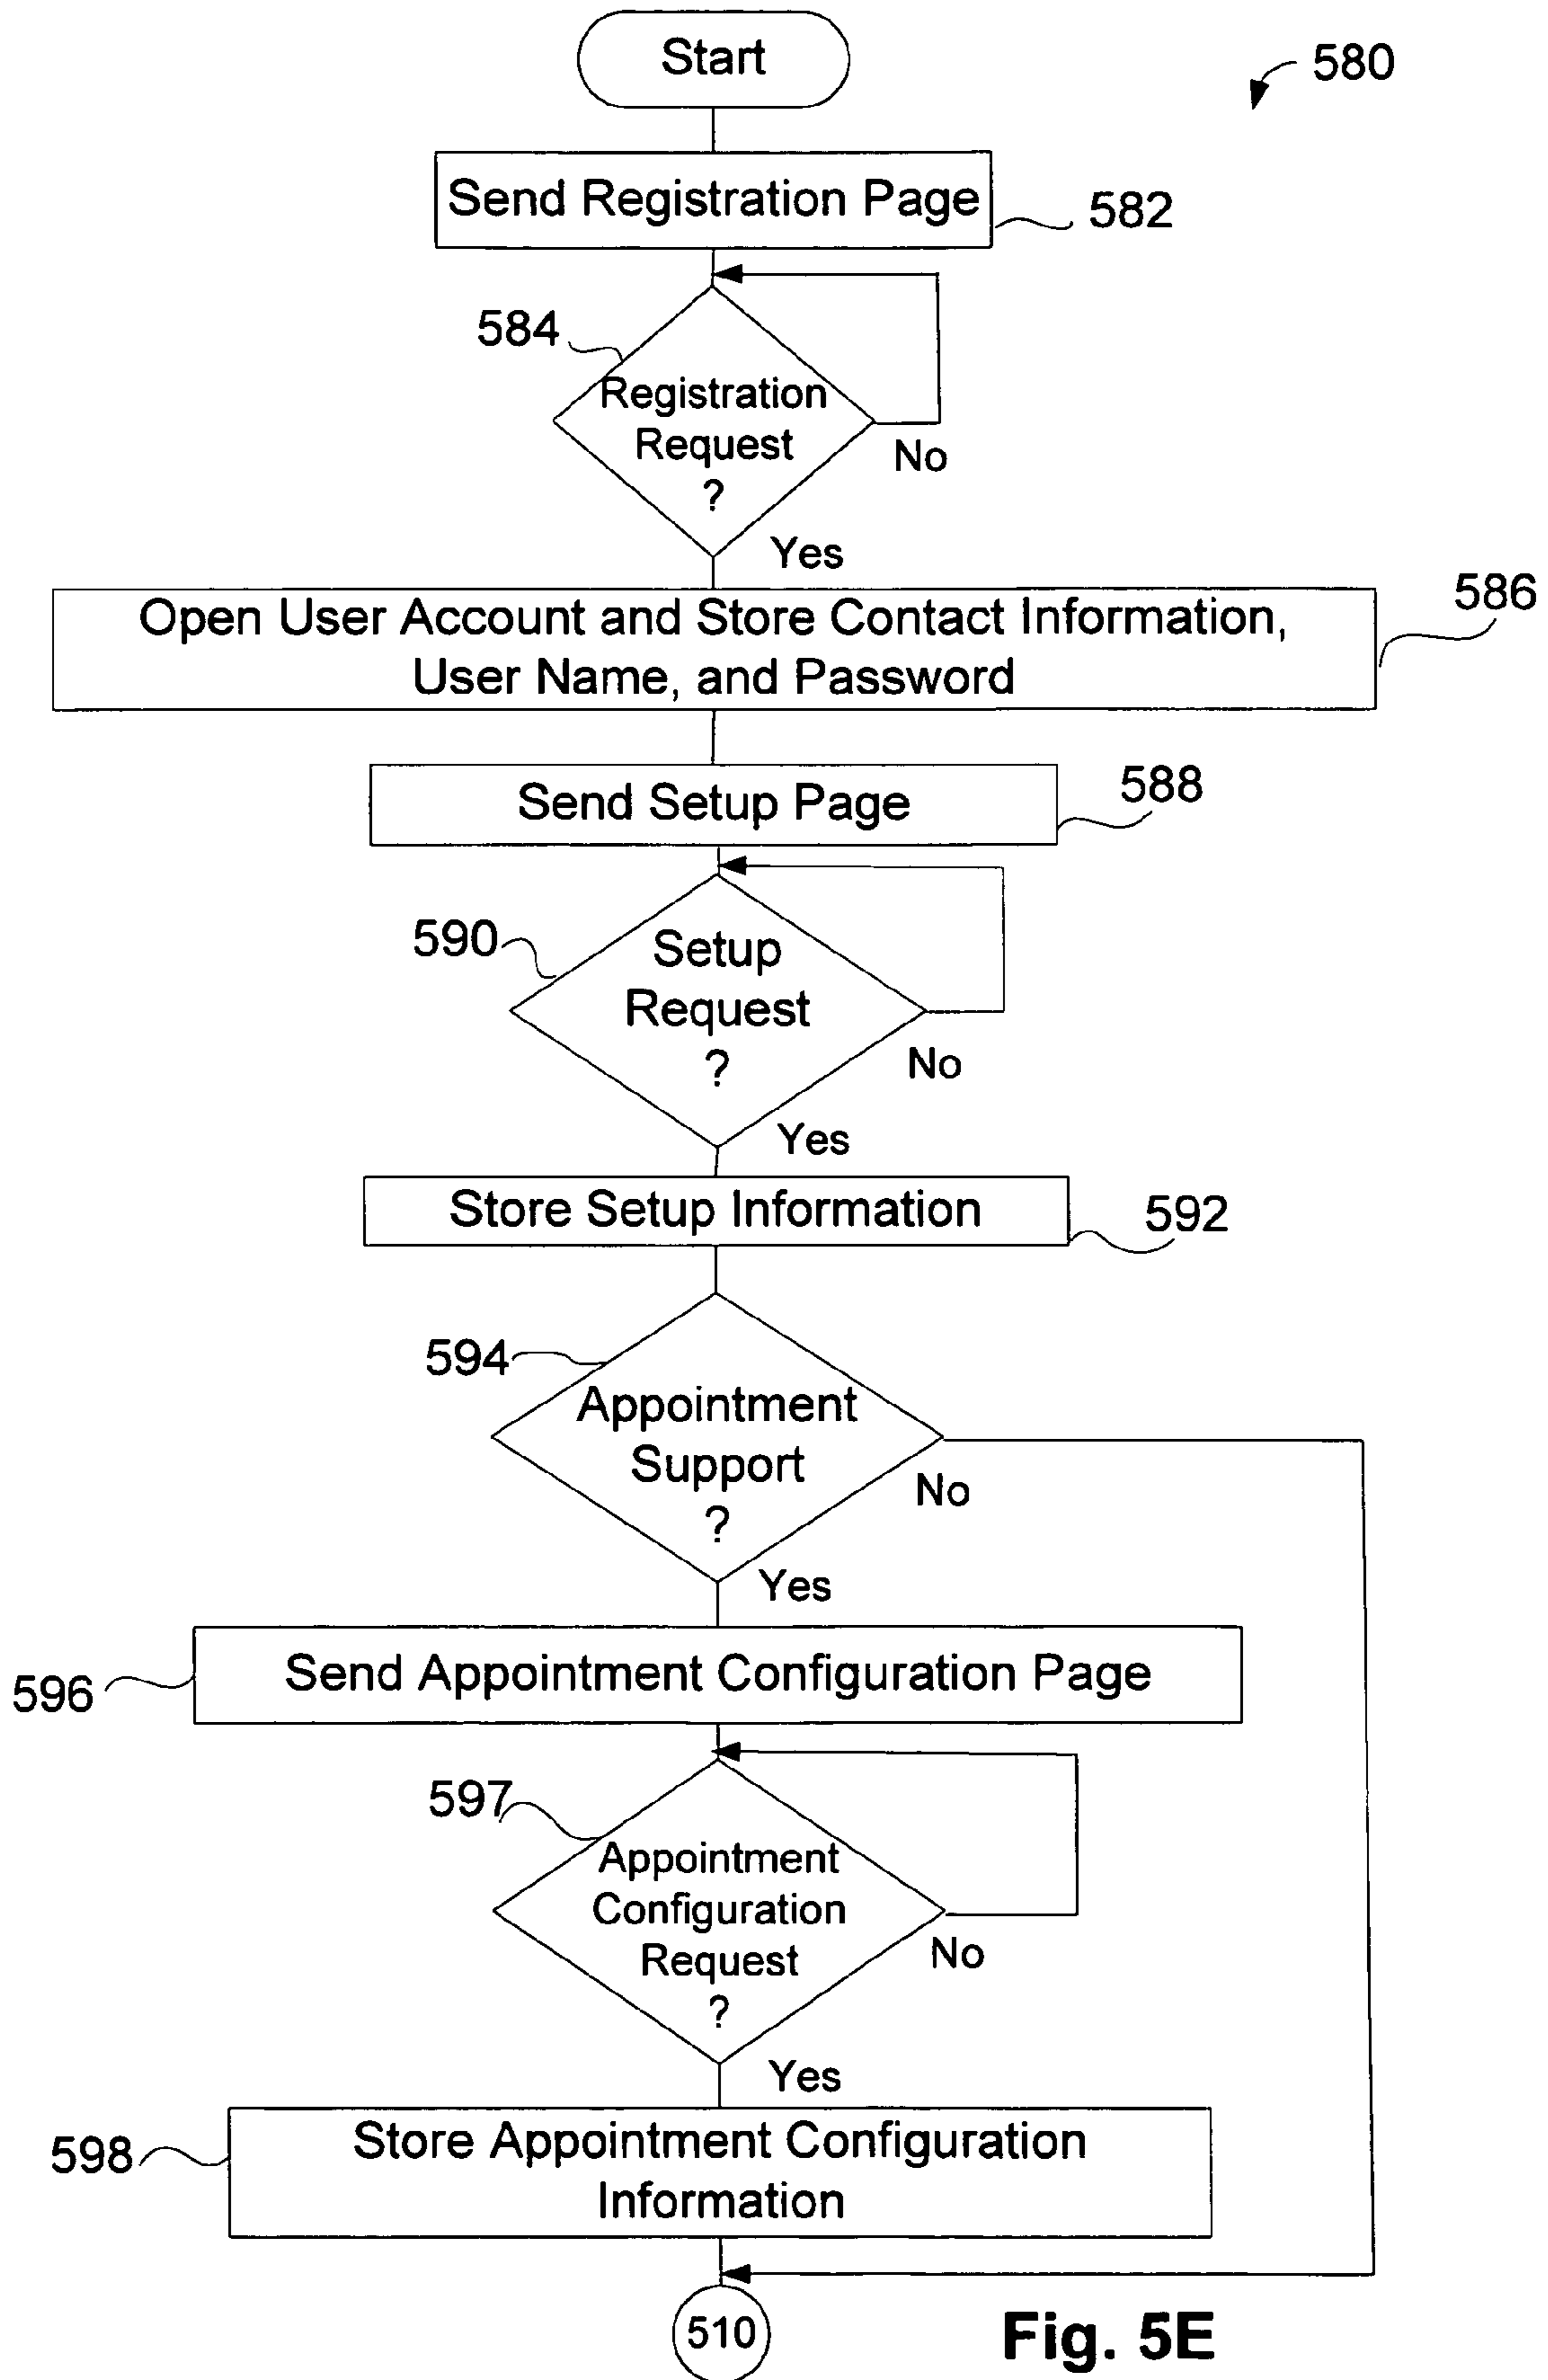 Start
580
Send Registration Page
582
584
Registration
Request
?
No
Yes
Open User Account and Store Contact Information,
User Name, and Password
586
Send Setup Page
588
590
Setup
Request
?
No
Yes
Store Setup Information
592
594
Appointment
Support
?
No
Yes
Send Appointment Configuration Page
596
597
Appointment
Configuration
Request
?
No
Yes
Store Appointment Configuration
Information
598
510
Fig. 5E